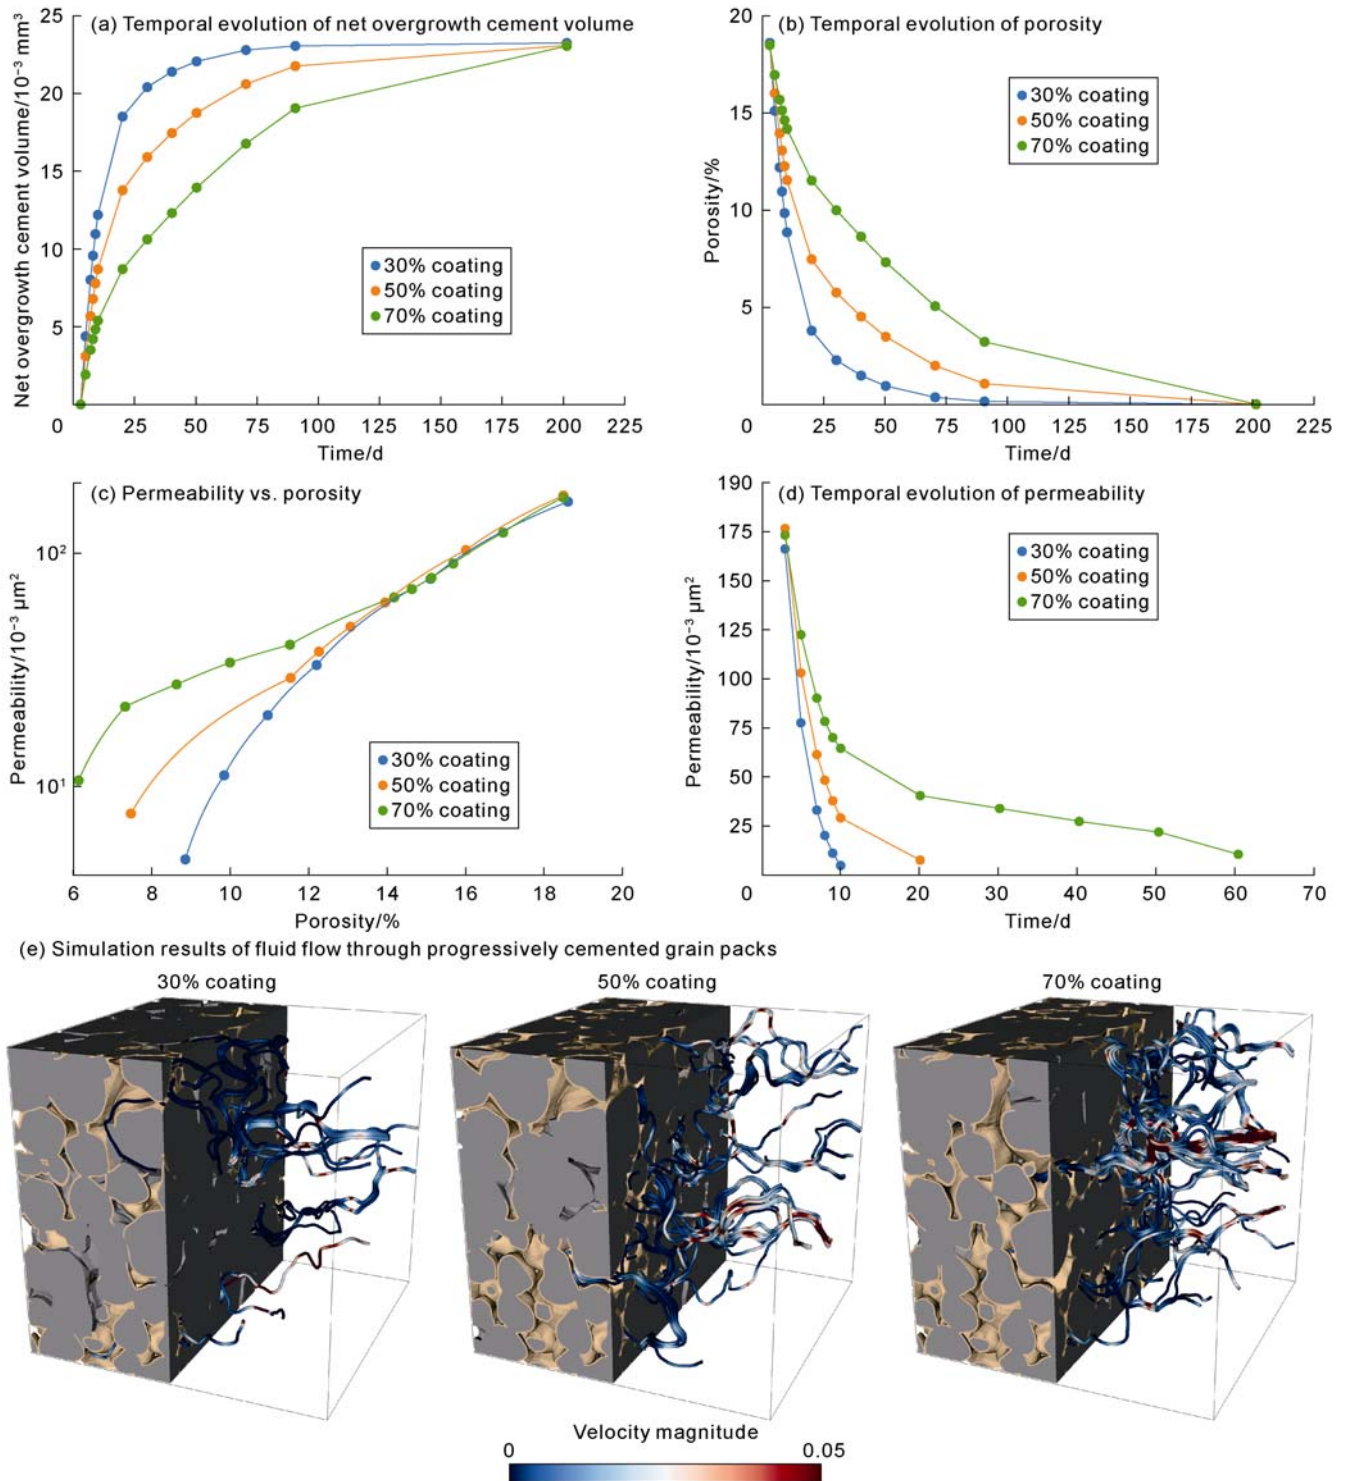 (a) Temporal evolution of net overgrowth cement volume
Net overgrowth cement volume/10⁻³ mm³
25
20
15
10
5
0
30% coating
50% coating
70% coating
25 50 75 100 125 150 175 200 225
Time/d
(b) Temporal evolution of porosity
Porosity/%
20
15
10
5
0
30% coating
50% coating
70% coating
25 50 75 100 125 150 175 200 225
Time/d
(c) Permeability vs. porosity
Permeability/10⁻³ μm²
10²
10¹
30% coating
50% coating
70% coating
6 8 10 12 14 16 18 20
Porosity/%
(d) Temporal evolution of permeability
Permeability/10⁻³ μm²
190
175
150
125
100
75
50
25
0
30% coating
50% coating
70% coating
10 20 30 40 50 60 70
Time/d
(e) Simulation results of fluid flow through progressively cemented grain packs
30% coating
50% coating
70% coating
Velocity magnitude
0 0.05